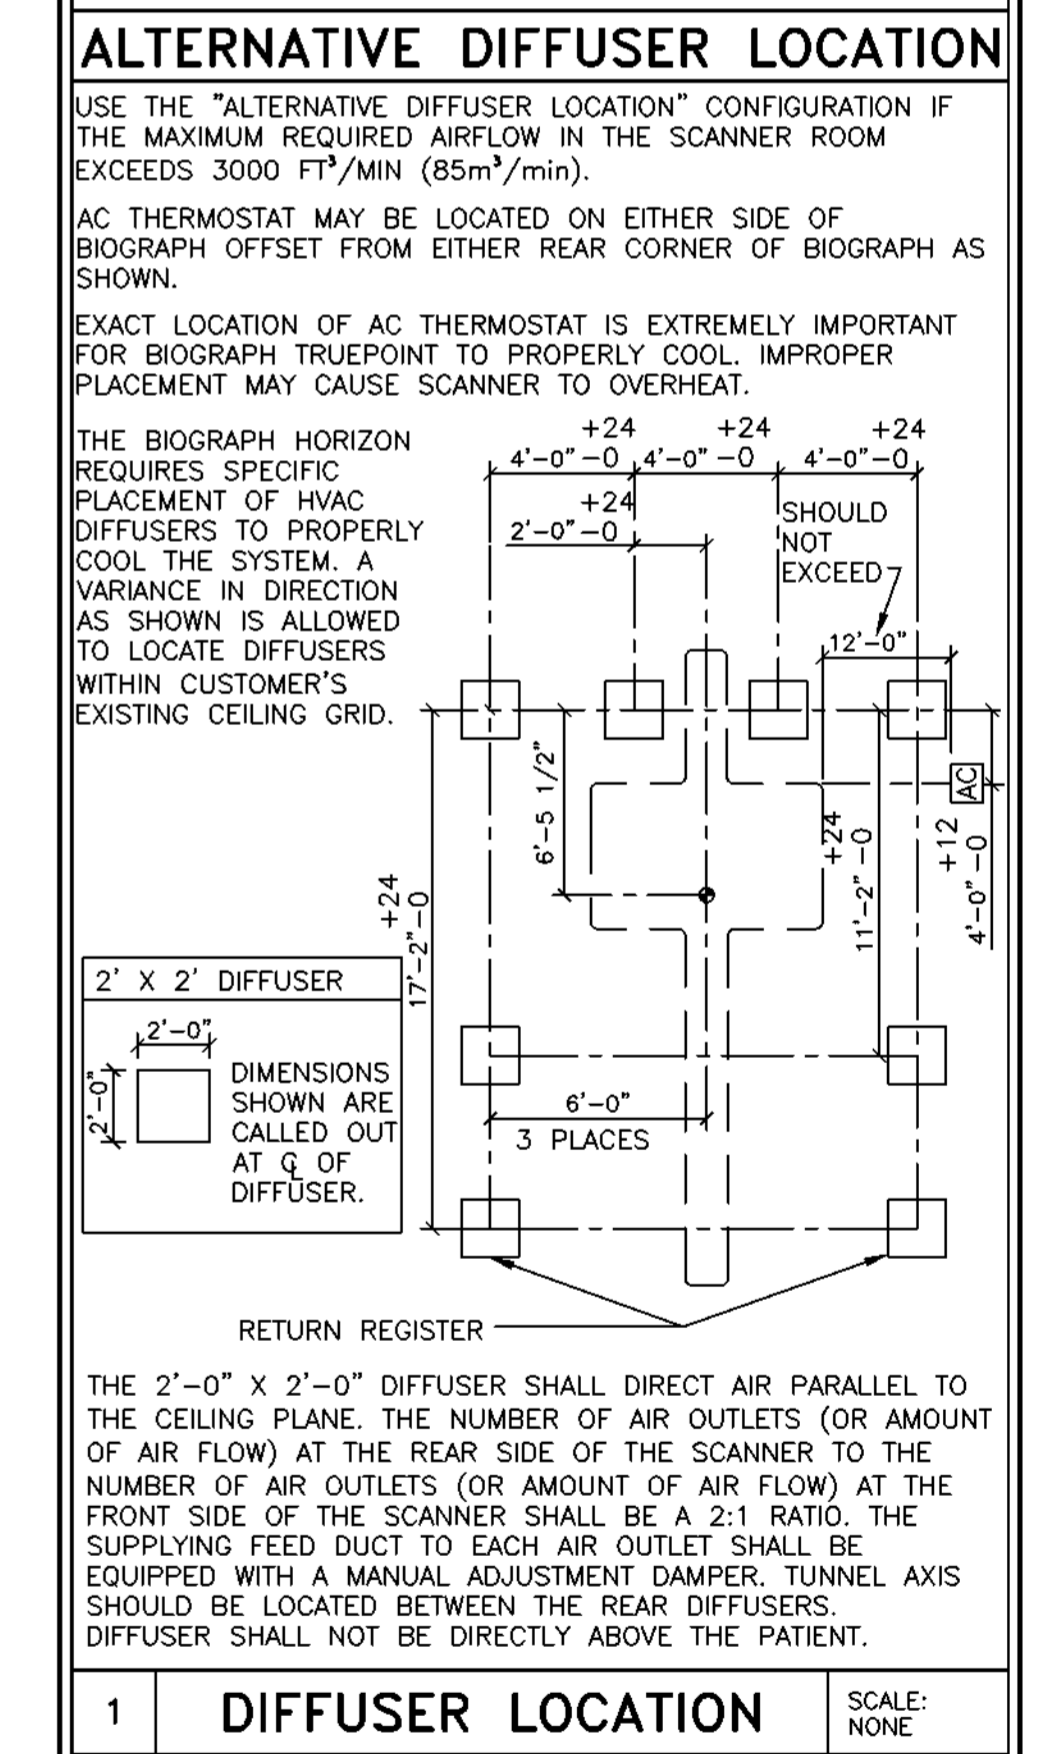 ALTERNATIVE DIFFUSER LOCATION
USE THE "ALTERNATIVE DIFFUSER LOCATION" CONFIGURATION IF
THE MAXIMUM REQUIRED AIRFLOW IN THE SCANNER ROOM
EXCEEDS 3000 FT³/MIN (85m³/min).
AC THERMOSTAT MAY BE LOCATED ON EITHER SIDE OF
BIOGRAPH OFFSET FROM EITHER REAR CORNER OF BIOGRAPH AS
SHOWN.
EXACT LOCATION OF AC THERMOSTAT IS EXTREMELY IMPORTANT
FOR BIOGRAPH TRUEPOINT TO PROPERLY COOL. IMPROPER
PLACEMENT MAY CAUSE SCANNER TO OVERHEAT.
THE BIOGRAPH HORIZON
REQUIRES SPECIFIC
PLACEMENT OF HVAC
DIFFUSERS TO PROPERLY
COOL THE SYSTEM. A
VARIANCE IN DIRECTION
AS SHOWN IS ALLOWED
TO LOCATE DIFFUSERS
WITHIN CUSTOMER'S
EXISTING CEILING GRID.
+24 +24 +24
4'-0" -0 4'-0" -0 4'-0" -0
+24
2'-0" -0
SHOULD
NOT
EXCEED
12'-0"
6'-5 1/2"
AC
+24
11'-2" -0
+12
4'-0" -0
+24
17'-2" -0
6'-0"
3 PLACES
2' X 2' DIFFUSER
2'-0"
2'-0"
DIMENSIONS
SHOWN ARE
CALLED OUT
AT ℄ OF
DIFFUSER.
RETURN REGISTER
THE 2'-0" X 2'-0" DIFFUSER SHALL DIRECT AIR PARALLEL TO
THE CEILING PLANE. THE NUMBER OF AIR OUTLETS (OR AMOUNT
OF AIR FLOW) AT THE REAR SIDE OF THE SCANNER TO THE
NUMBER OF AIR OUTLETS (OR AMOUNT OF AIR FLOW) AT THE
FRONT SIDE OF THE SCANNER SHALL BE A 2:1 RATIO. THE
SUPPLYING FEED DUCT TO EACH AIR OUTLET SHALL BE
EQUIPPED WITH A MANUAL ADJUSTMENT DAMPER. TUNNEL AXIS
SHOULD BE LOCATED BETWEEN THE REAR DIFFUSERS.
DIFFUSER SHALL NOT BE DIRECTLY ABOVE THE PATIENT.
1
DIFFUSER LOCATION
SCALE:
NONE